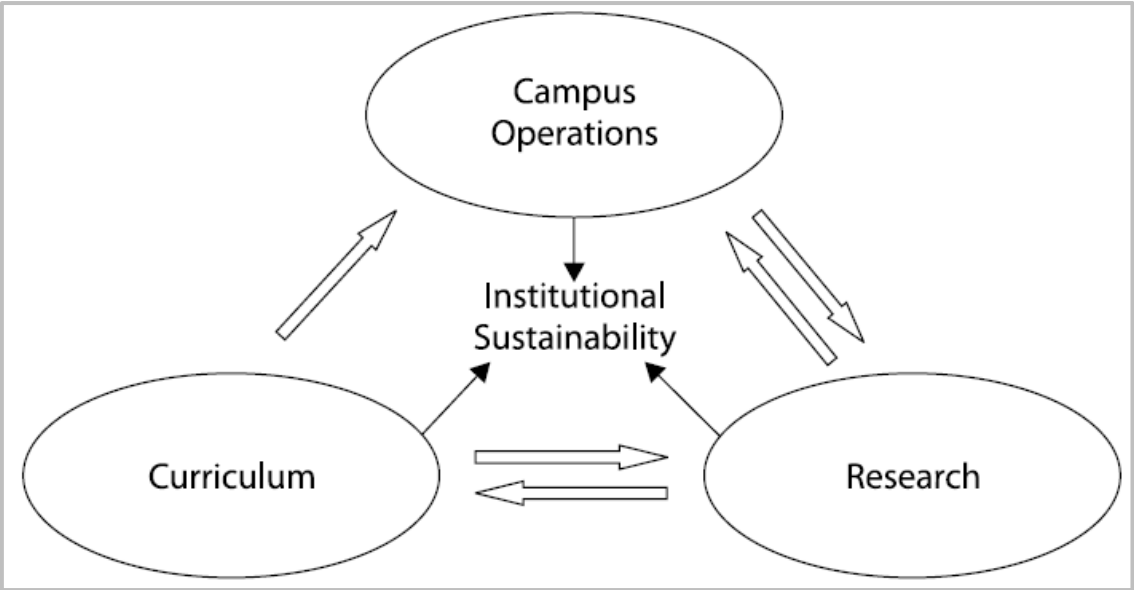 Campus
Operations
Institutional
Sustainability
Curriculum
Research